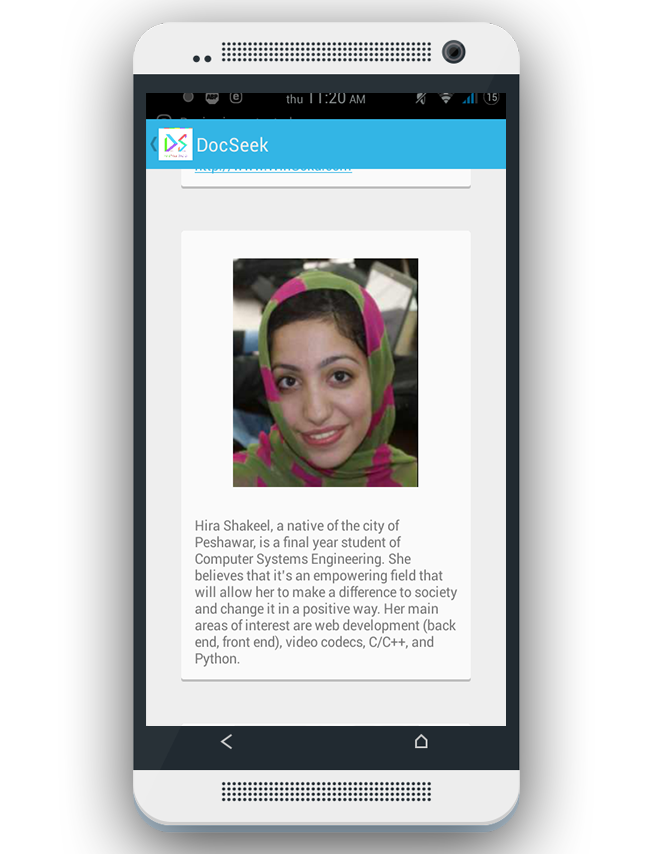 thu 11:20 AM
15
DocSeek
Hira Shakeel, a native of the city of
Peshawar, is a final year student of
Computer Systems Engineering. She
believes that it's an empowering field that
will allow her to make a difference to society
and change it in a positive way. Her main
areas of interest are web development (back
end, front end), video codecs, C/C++, and
Python.